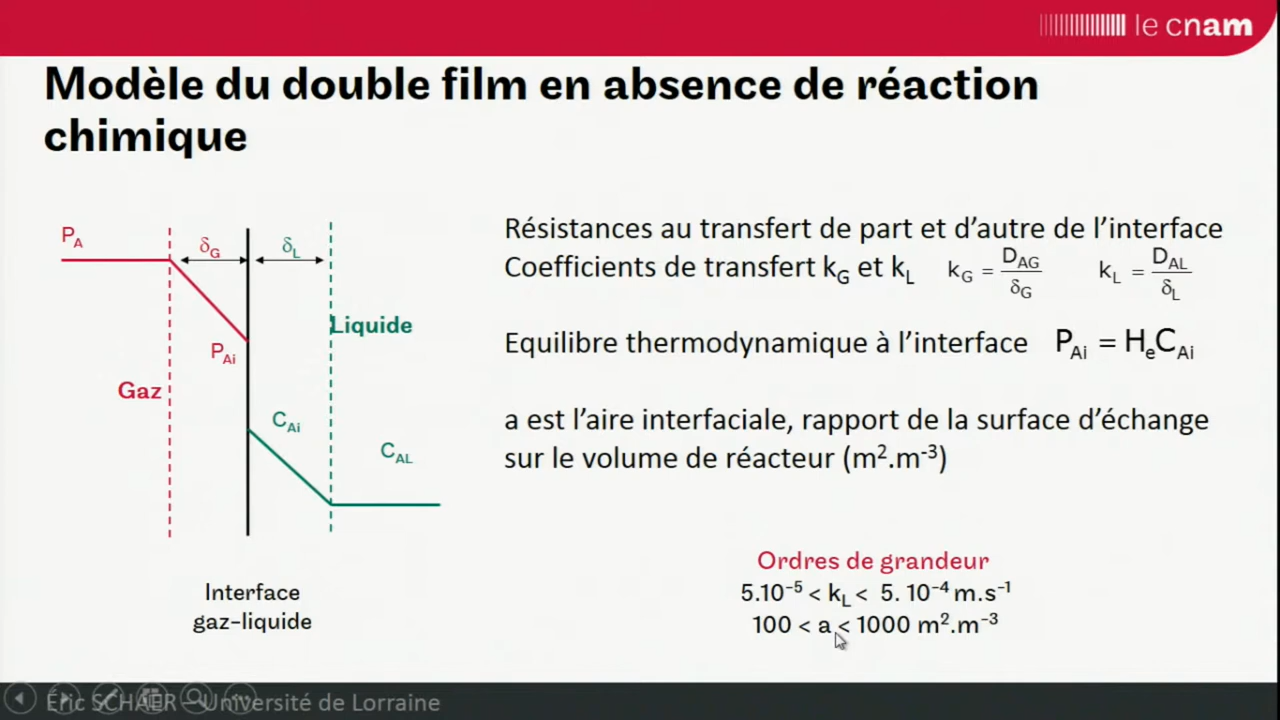 le cnam
Modèle du double film en absence de réaction
chimique
P_A
δ_G
δ_L
Liquide
P_Ai
Gaz
C_Ai
C_AL
Interface
gaz-liquide
Résistances au transfert de part et d'autre de l'interface
Coefficients de transfert k_G et k_L k_G = D_AG/δ_G k_L = D_AL/δ_L
Equilibre thermodynamique à l'interface P_Ai = H_eC_Ai
a est l'aire interfaciale, rapport de la surface d'échange
sur le volume de réacteur (m².m⁻³)
Ordres de grandeur
5.10⁻⁵ < k_L < 5. 10⁻⁴ m.s⁻¹
100 < a < 1000 m².m⁻³
Éric SCHAER – Université de Lorraine